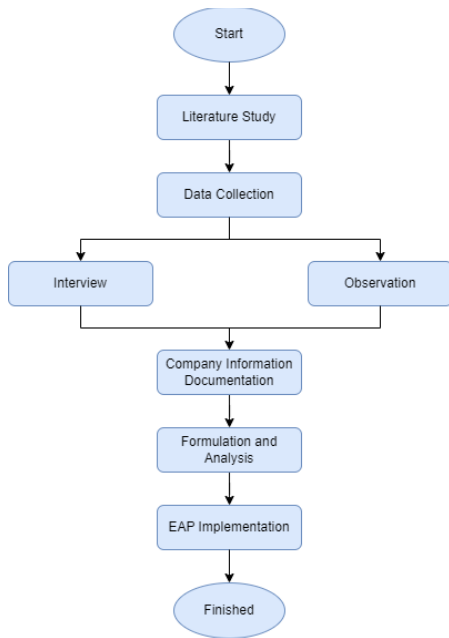 Start
Literature Study
Data Collection
Interview
Observation
Company Information
Documentation
Formulation and
Analysis
EAP Implementation
Finished